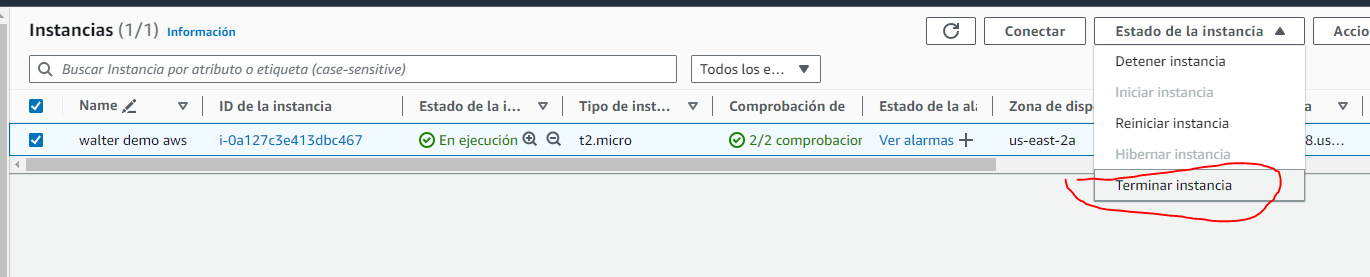 Instancias (1/1) Información
Conectar
Estado de la instancia
Accio
Buscar Instancia por atributo o etiqueta (case-sensitive)
Todos los e...
Detener instancia
Iniciar instancia
Reiniciar instancia
Hibernar instancia
Terminar instancia
Name ID de la instancia Estado de la i... Tipo de inst... Comprobación de Estado de la ala Zona de disp a
walter demo aws i-0a127c3e413dbc467 En ejecución t2.micro 2/2 comprobacion Ver alarmas us-east-2a 8.us...